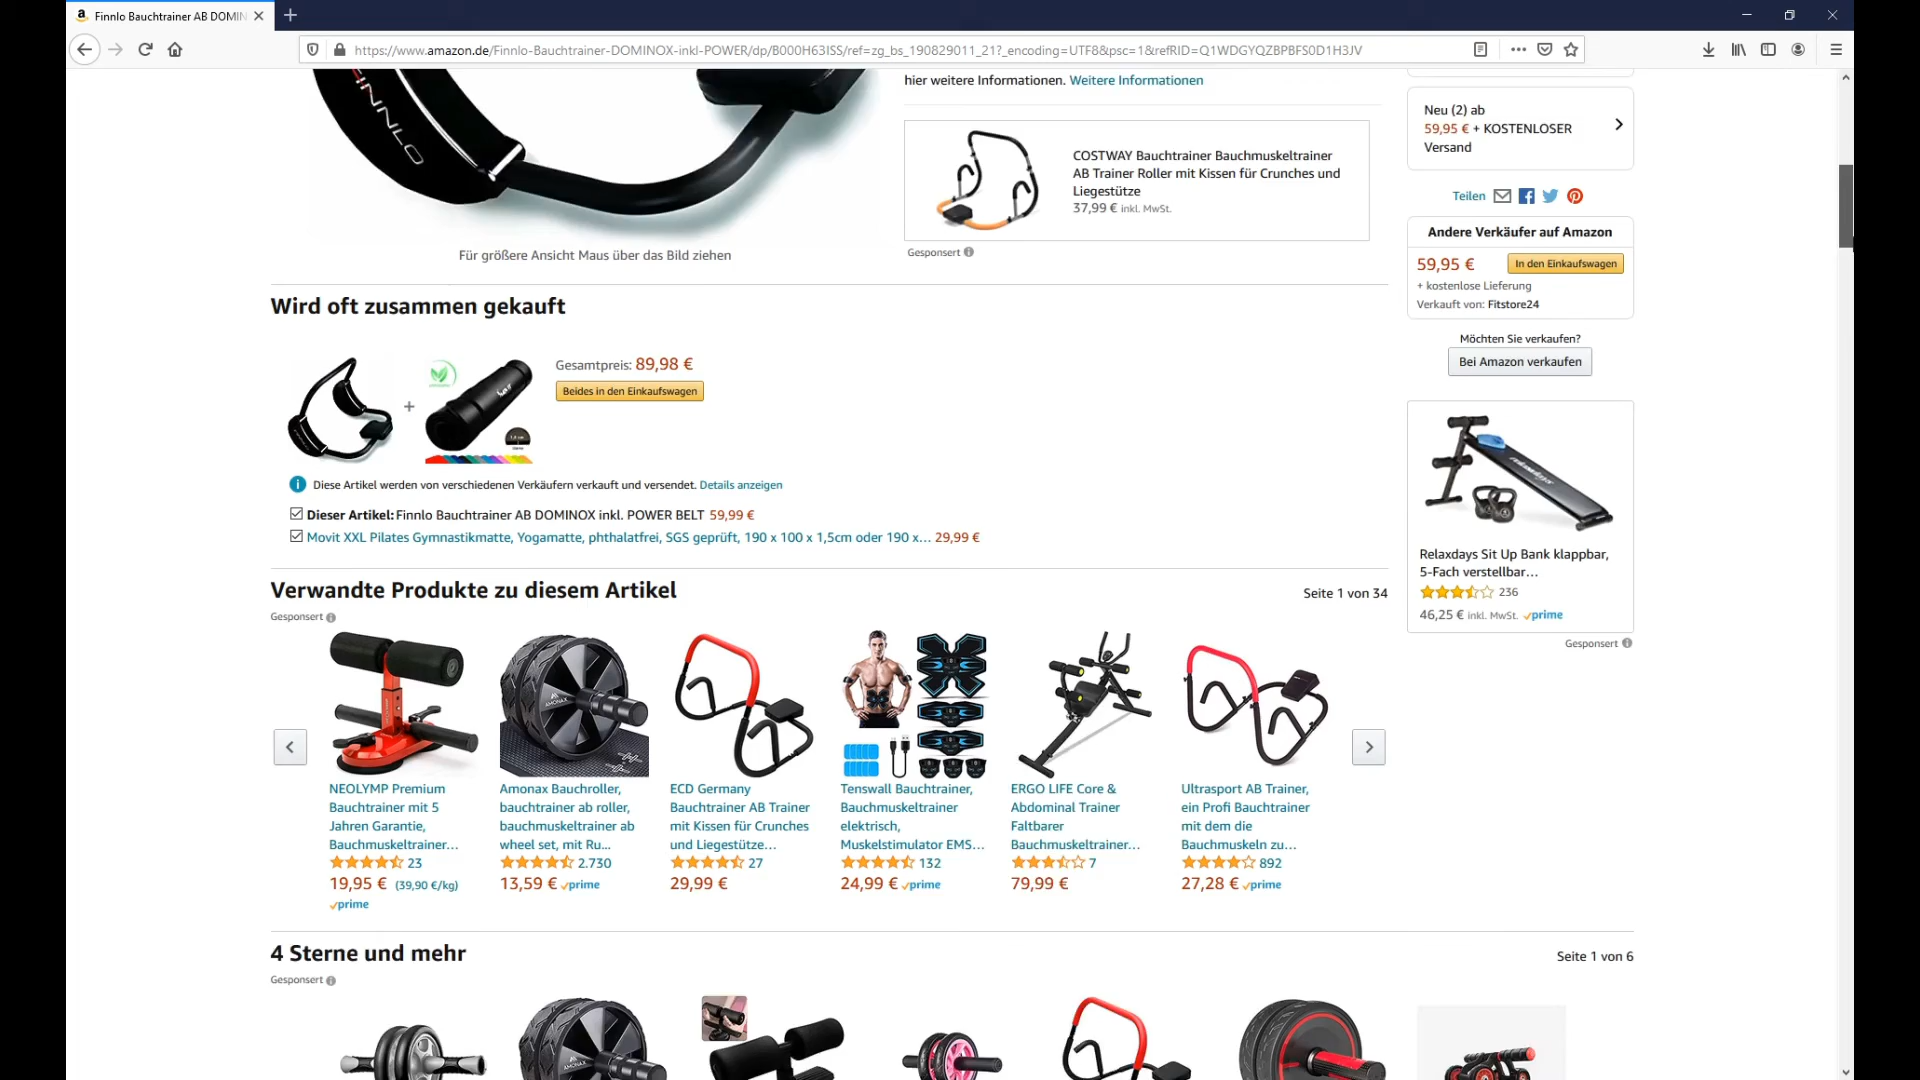 Finnlo Bauchtrainer AB DOMIN
https://www.amazon.de/Finnlo-Bauchtrainer-DOMINOX-inkl-POWER/dp/B000H63ISS/ref=zg_bs_190829011_21?_encoding=UTF8&psc=1&refRID=Q1WDGYQZBPBFS0D1H3JV
FINNLO
hier weitere Informationen. Weitere Informationen
COSTWAY Bauchtrainer Bauchmuskeltrainer
AB Trainer Roller mit Kissen für Crunches und
Liegestütze
37,99 € inkl. MwSt.
Gesponsert
Für größere Ansicht Maus über das Bild ziehen
Neu (2) ab
59,95 € + KOSTENLOSER
Versand
Teilen
Andere Verkäufer auf Amazon
59,95 €
In den Einkaufswagen
+ kostenlose Lieferung
Verkauft von: Fitstore24
Möchten Sie verkaufen?
Bei Amazon verkaufen
relaxdays
Relaxdays Sit Up Bank klappbar,
5-Fach verstellbar…
236
46,25 € inkl. MwSt. prime
Gesponsert
Wird oft zusammen gekauft
+
Gesamtpreis: 89,98 €
Beides in den Einkaufswagen
Diese Artikel werden von verschiedenen Verkäufern verkauft und versendet. Details anzeigen
Dieser Artikel: Finnlo Bauchtrainer AB DOMINOX inkl. POWER BELT 59,99 €
Movit XXL Pilates Gymnastikmatte, Yogamatte, phthalatfrei, SGS geprüft, 190 x 100 x 1,5cm oder 190 x… 29,99 €
Verwandte Produkte zu diesem Artikel
Seite 1 von 34
Gesponsert
NEOLYMP Premium
Bauchtrainer mit 5
Jahren Garantie,
Bauchmuskeltrainer…
23
19,95 € (39,90 €/kg)
prime
AMONAX
Amonax Bauchroller,
bauchtrainer ab roller,
bauchmuskeltrainer ab
wheel set, mit Ru…
2.730
13,59 € prime
ECD Germany
Bauchtrainer AB Trainer
mit Kissen für Crunches
und Liegestütze…
27
29,99 €
Tenswall Bauchtrainer,
Bauchmuskeltrainer
elektrisch,
Muskelstimulator EMS…
132
24,99 € prime
ERGO LIFE Core &
Abdominal Trainer
Faltbarer
Bauchmuskeltrainer…
7
79,99 €
Ultrasport AB Trainer,
ein Profi Bauchtrainer
mit dem die
Bauchmuskeln zu…
892
27,28 € prime
4 Sterne und mehr
Seite 1 von 6
Gesponsert
AMONAX